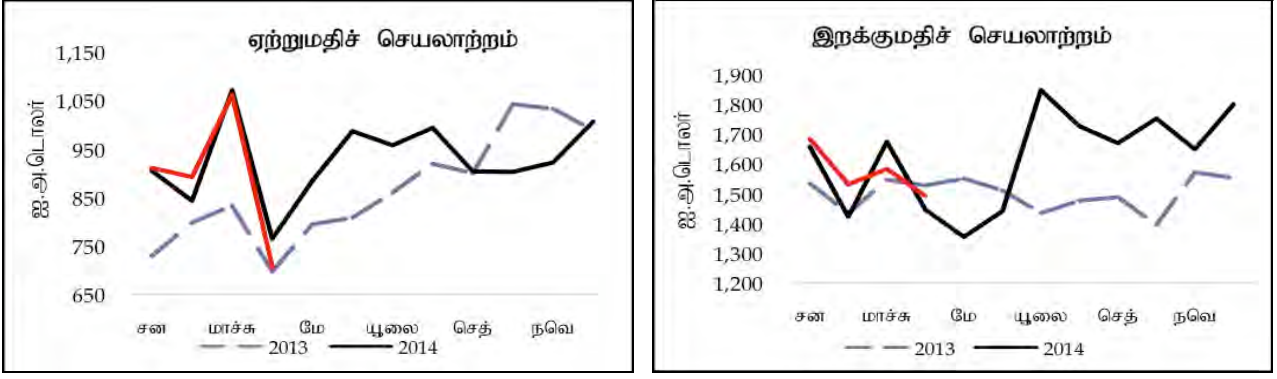 ஏற்றுமதிச் செயலாற்றம்
ஐ.அ.டொலர்
1,150
1,050
950
850
750
650
சன மாச்சு மே யூலை செத் நவெ
2013 2014
இறக்குமதிச் செயலாற்றம்
ஐ.அ.டொலர்
1,900
1,800
1,700
1,600
1,500
1,400
1,300
1,200
சன மாச்சு மே யூலை செத் நவெ
2013 2014